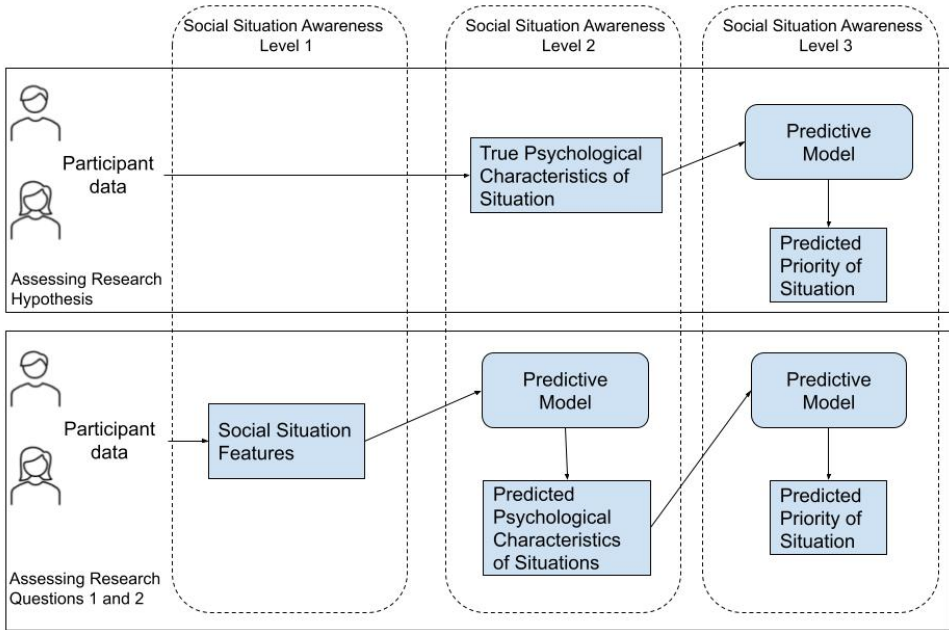 Social Situation Awareness
Level 1
Social Situation Awareness
Level 2
Social Situation Awareness
Level 3
Participant
data
True Psychological
Characteristics of
Situation
Predictive
Model
Predicted
Priority of
Situation
Assessing Research
Hypothesis
Participant
data
Social Situation
Features
Predictive
Model
Predicted
Psychological
Characteristics
of Situations
Predictive
Model
Predicted
Priority of
Situation
Assessing Research
Questions 1 and 2